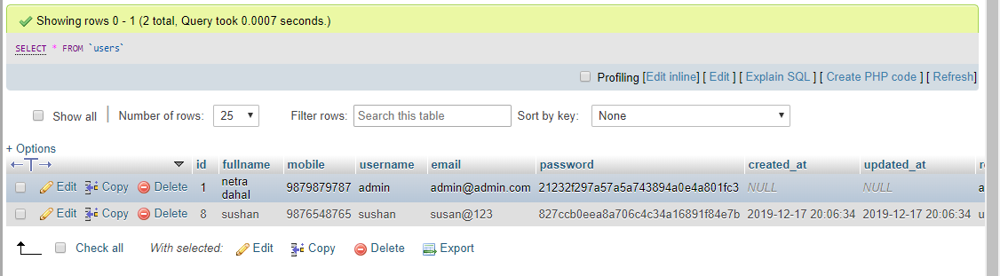 Showing rows 0 - 1 (2 total, Query took 0.0007 seconds.)
SELECT * FROM `users`
Profiling [Edit inline] [ Edit ] [ Explain SQL ] [ Create PHP code ] [ Refresh]
Show all Number of rows: 25 Filter rows: Search this table Sort by key: None
+ Options
id fullname mobile username email password created_at updated_at
Edit Copy Delete 1 netra dahal 9879879787 admin admin@admin.com 21232f297a57a5a743894a0e4a801fc3 NULL NULL a
Edit Copy Delete 8 sushan 9876548765 sushan susan@123 827ccb0eea8a706c4c34a16891f84e7b 2019-12-17 20:06:34 2019-12-17 20:06:34 u
Check all With selected: Edit Copy Delete Export